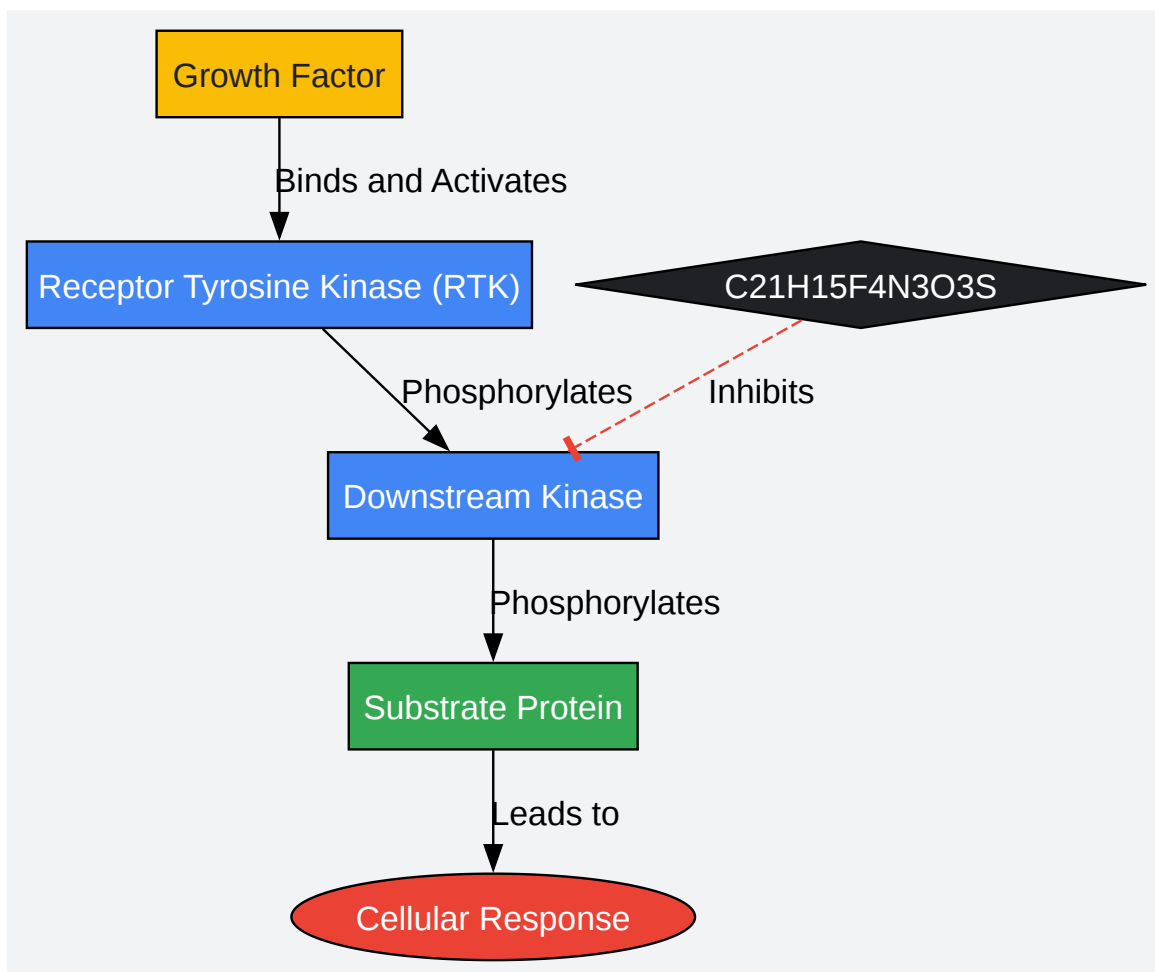 Growth Factor
Binds and Activates
Receptor Tyrosine Kinase (RTK)
C21H15F4N3O3S
Phosphorylates
Inhibits
Downstream Kinase
Phosphorylates
Substrate Protein
Leads to
Cellular Response